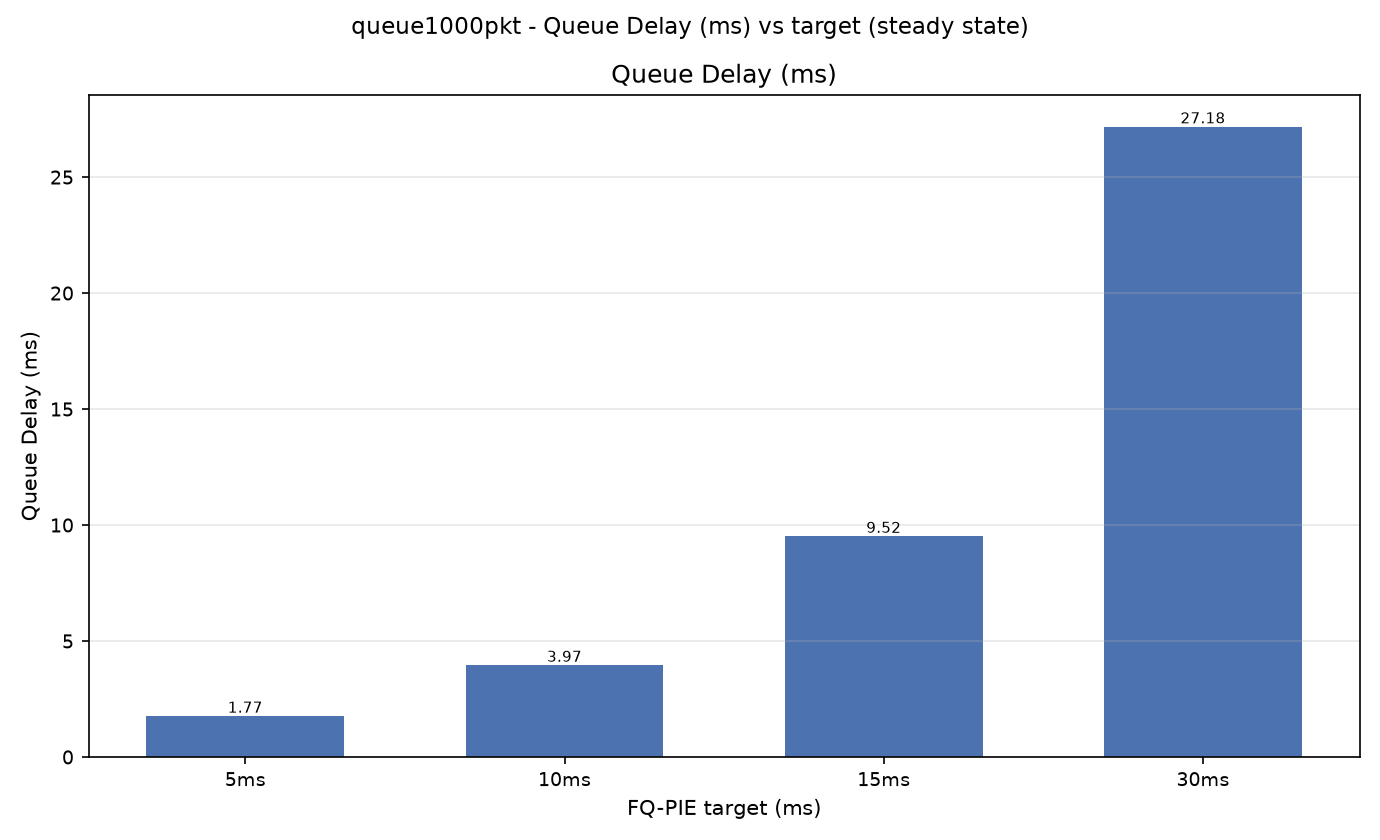 queue1000pkt - Queue Delay (ms) vs target (steady state)
Queue Delay (ms)
Queue Delay (ms)
25
20
15
10
5
0
1.77
3.97
9.52
27.18
5ms
10ms
15ms
30ms
FQ-PIE target (ms)